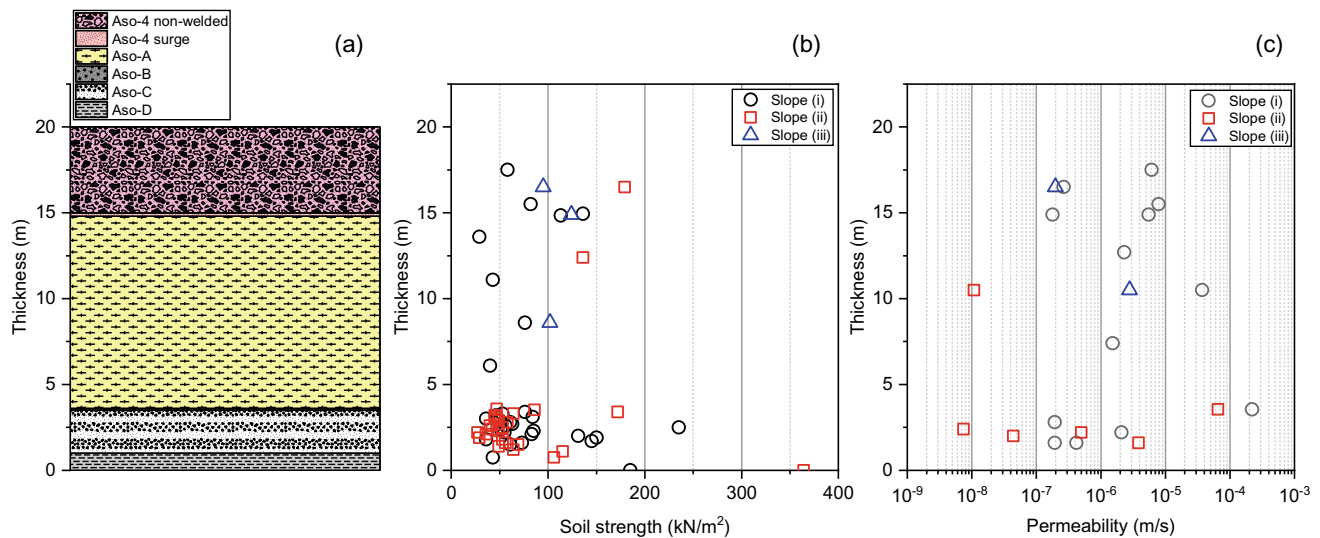 Aso-4 non-welded
Aso-4 surge
Aso-A
Aso-B
Aso-C
Aso-D
(a)
20
15
10
5
0
Thickness (m)
(b)
Slope (i)
Slope (ii)
Slope (iii)
20
15
10
5
0
Thickness (m)
0 100 200 300 400
Soil strength (kN/m²)
(c)
Slope (i)
Slope (ii)
Slope (iii)
20
15
10
5
0
Thickness (m)
10⁻⁹ 10⁻⁸ 10⁻⁷ 10⁻⁶ 10⁻⁵ 10⁻⁴ 10⁻³
Permeability (m/s)